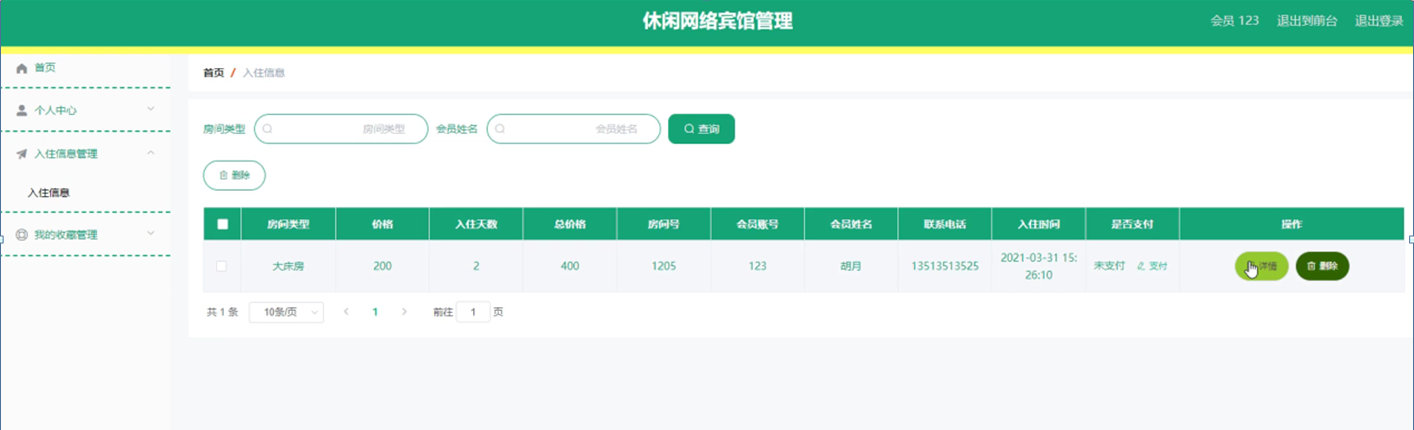 休闲网络宾馆管理
会员 123 退出到前台 退出登录
首页
个人中心
入住信息管理
入住信息
我的收藏管理
首页 / 入住信息
房间类型 房间类型 会员姓名 会员姓名 查询
删除
房间类型 价格 入住天数 总价格 房间号 会员账号 会员姓名 联系电话 入住时间 是否支付 操作
大床房 200 2 400 1205 123 胡月 13513513525 2021-03-31 15:26:10 未支付 支付 详情 删除
共 1 条 10条/页 1 前往 1 页